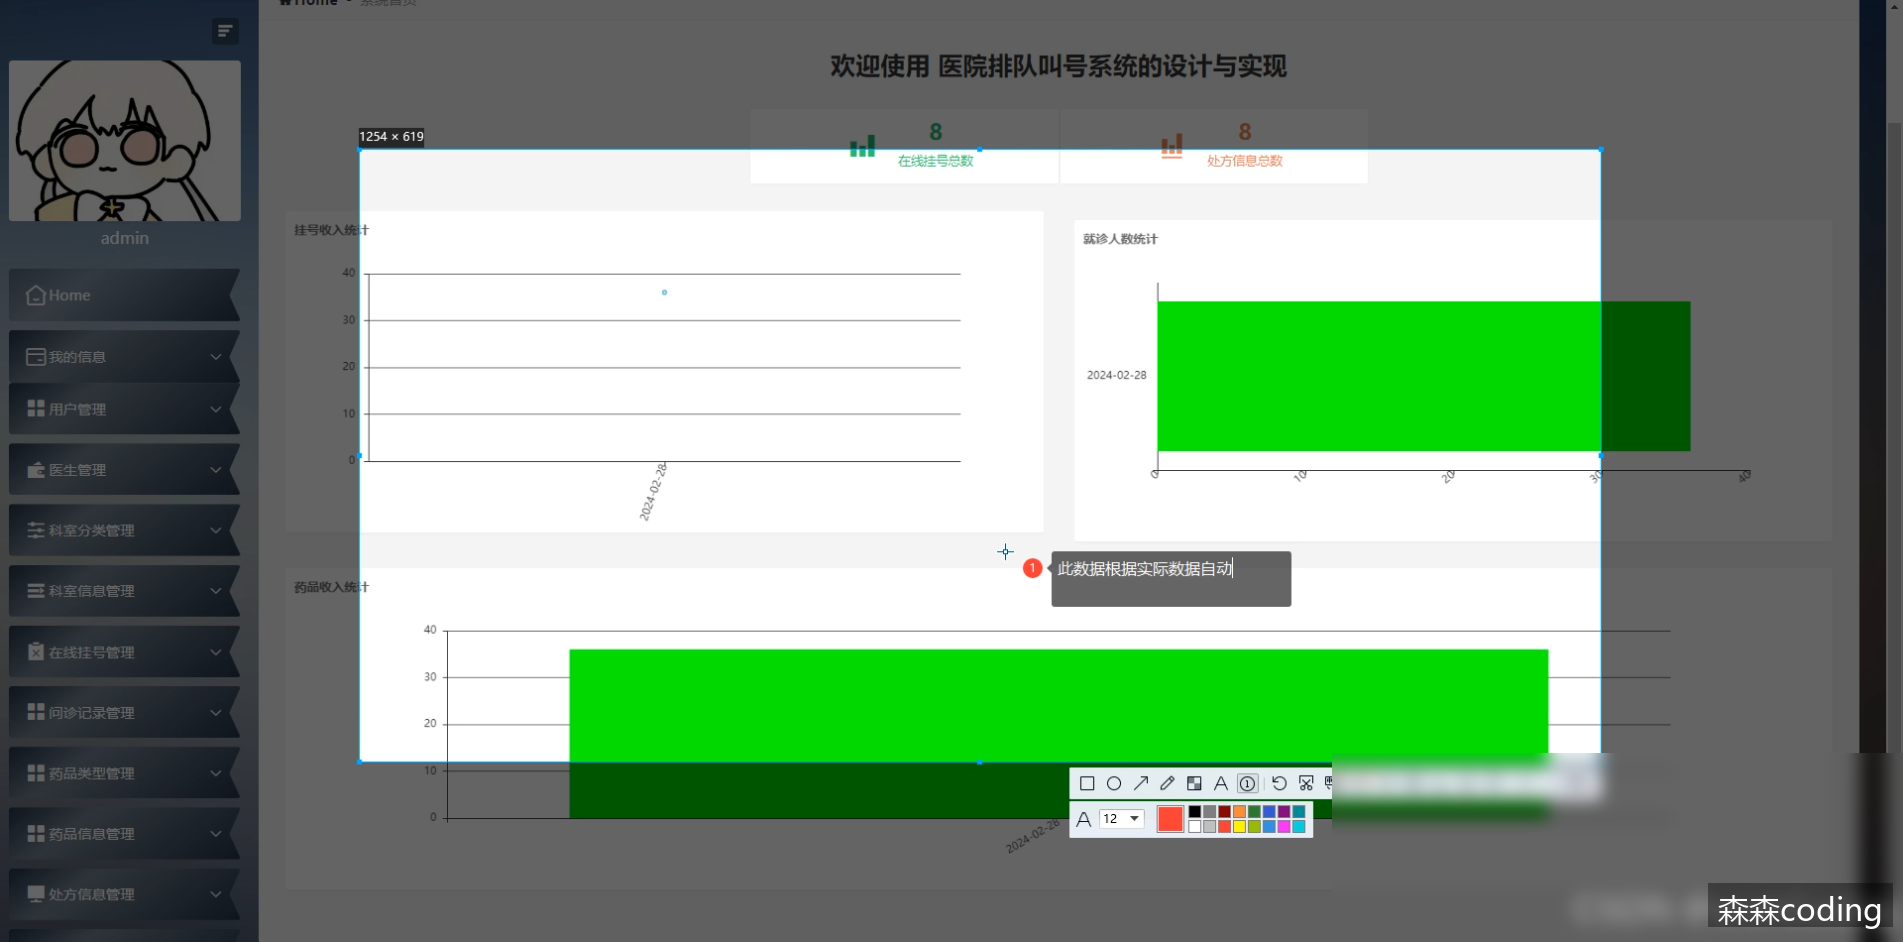 Home
系统首页
欢迎使用 医院排队叫号系统的设计与实现
admin
Home
我的信息
用户管理
医生管理
科室分类管理
科室信息管理
在线挂号管理
问诊记录管理
药品类型管理
药品信息管理
处方信息管理
8
在线挂号总数
8
处方信息总数
1254 × 619
挂号收入统计
40
30
20
10
0
2024-02-28
就诊人数统计
2024-02-28
0
10
20
30
40
1
此数据根据实际数据自动
药品收入统计
40
30
20
10
0
2024-02-28
A
1
A
12
森森coding